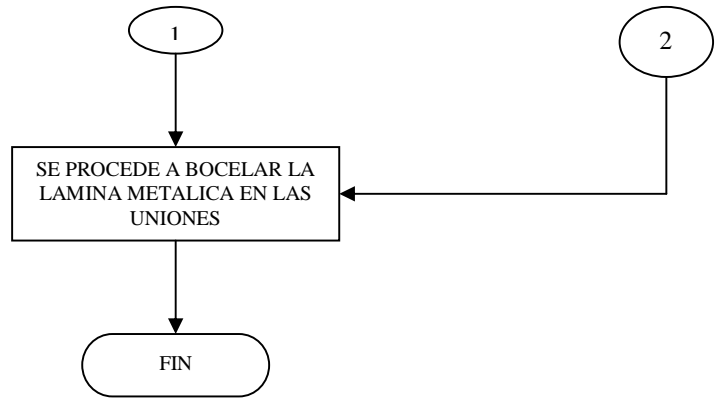 1
2
SE PROCEDE A BOCELAR LA
LAMINA METALICA EN LAS
UNIONES
FIN